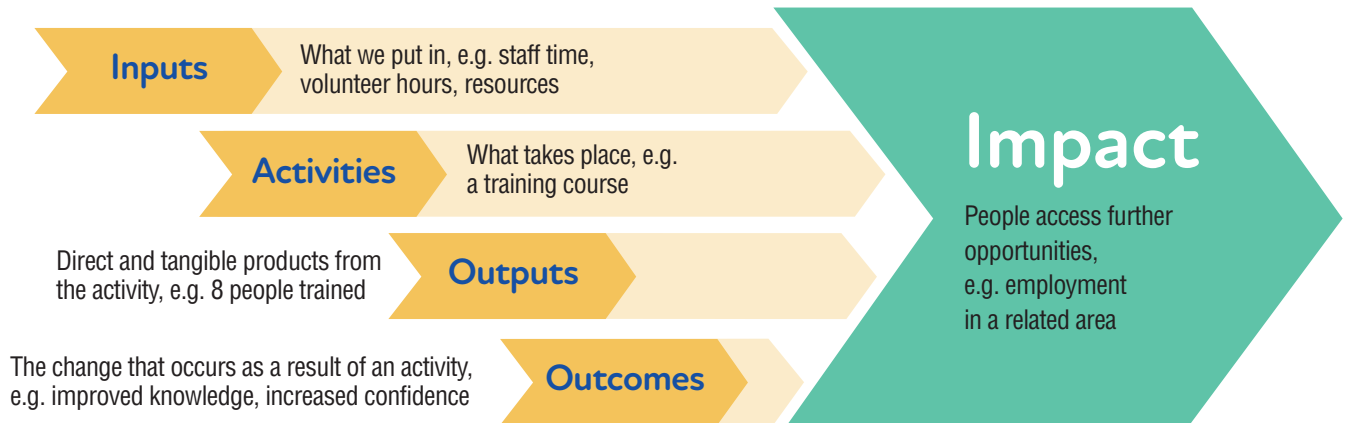 Inputs
What we put in, e.g. staff time,
volunteer hours, resources
Activities
What takes place, e.g.
a training course
Direct and tangible products from
the activity, e.g. 8 people trained
Outputs
The change that occurs as a result of an activity,
e.g. improved knowledge, increased confidence
Outcomes
Impact
People access further
opportunities,
e.g. employment
in a related area